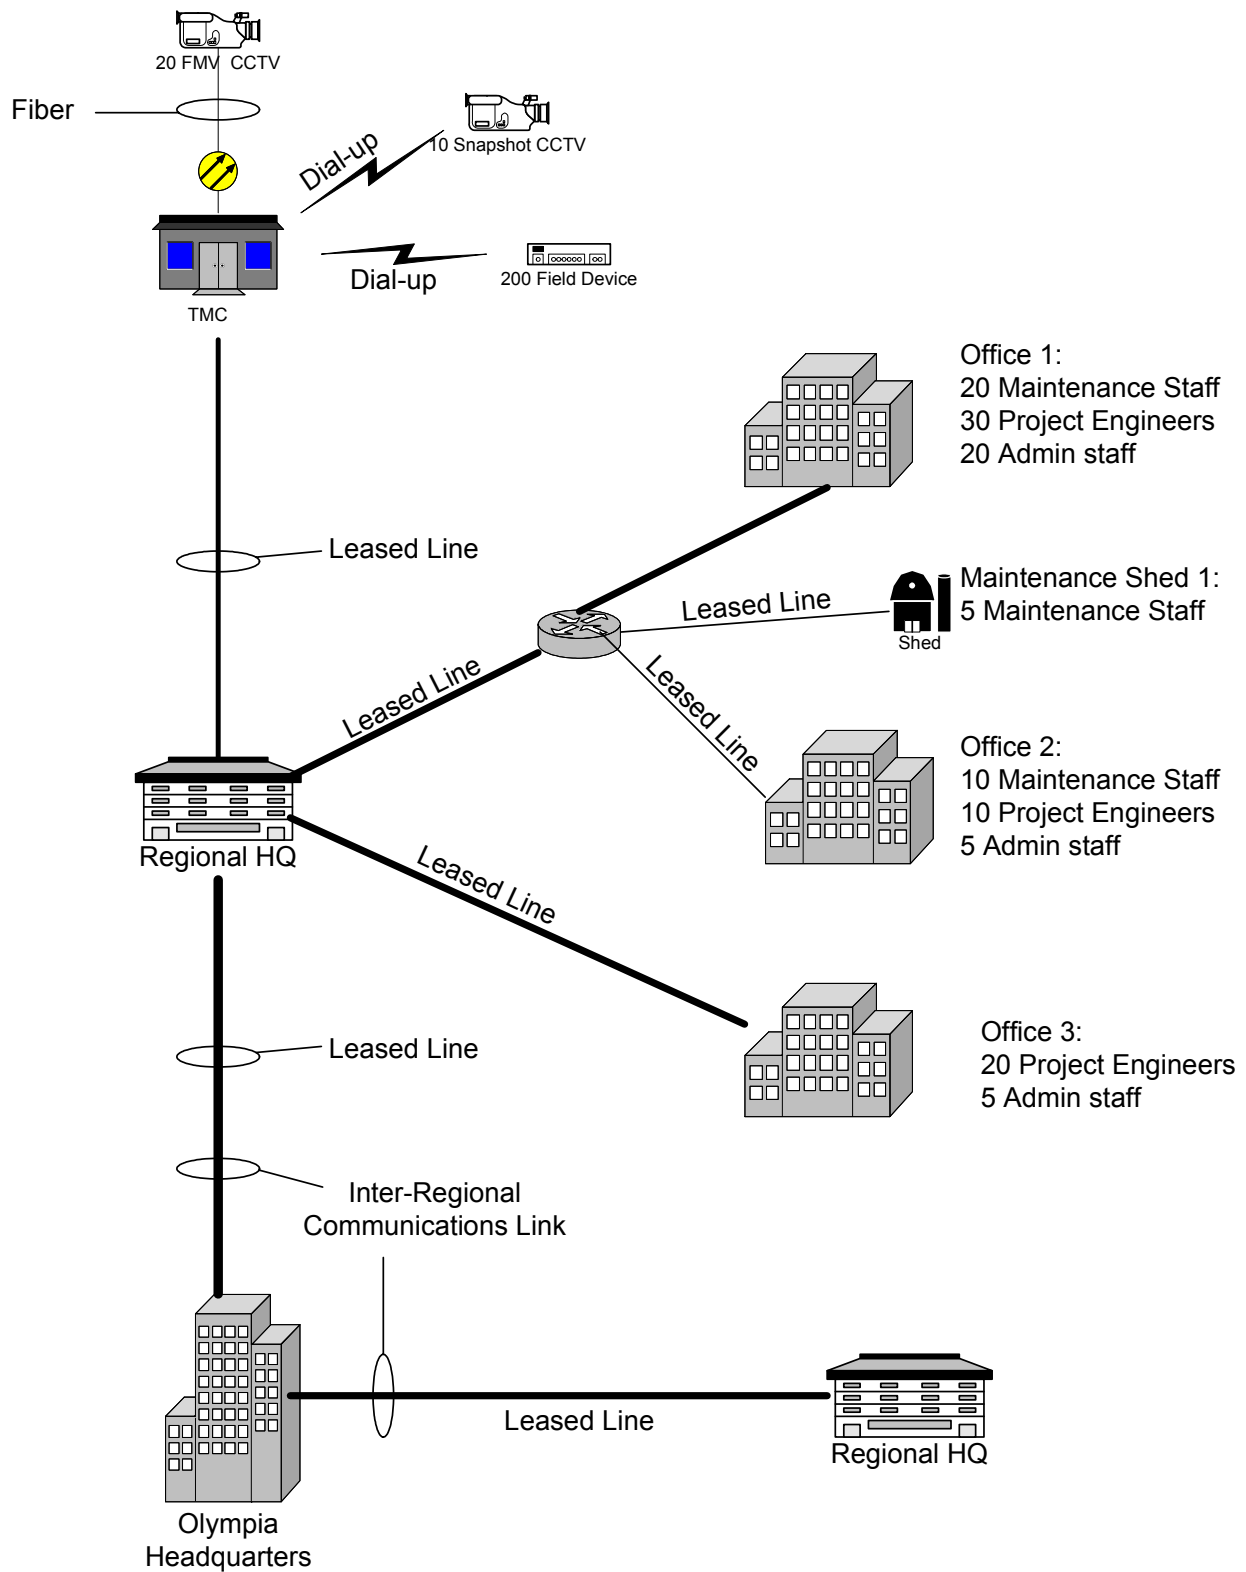 20 FMV CCTV
Fiber
Dial-up
10 Snapshot CCTV
Dial-up
200 Field Device
TMC
Office 1:
20 Maintenance Staff
30 Project Engineers
20 Admin staff
Leased Line
Leased Line
Shed
Maintenance Shed 1:
5 Maintenance Staff
Leased Line
Leased Line
Office 2:
10 Maintenance Staff
10 Project Engineers
5 Admin staff
Regional HQ
Leased Line
Office 3:
20 Project Engineers
5 Admin staff
Leased Line
Inter-Regional
Communications Link
Leased Line
Regional HQ
Olympia
Headquarters